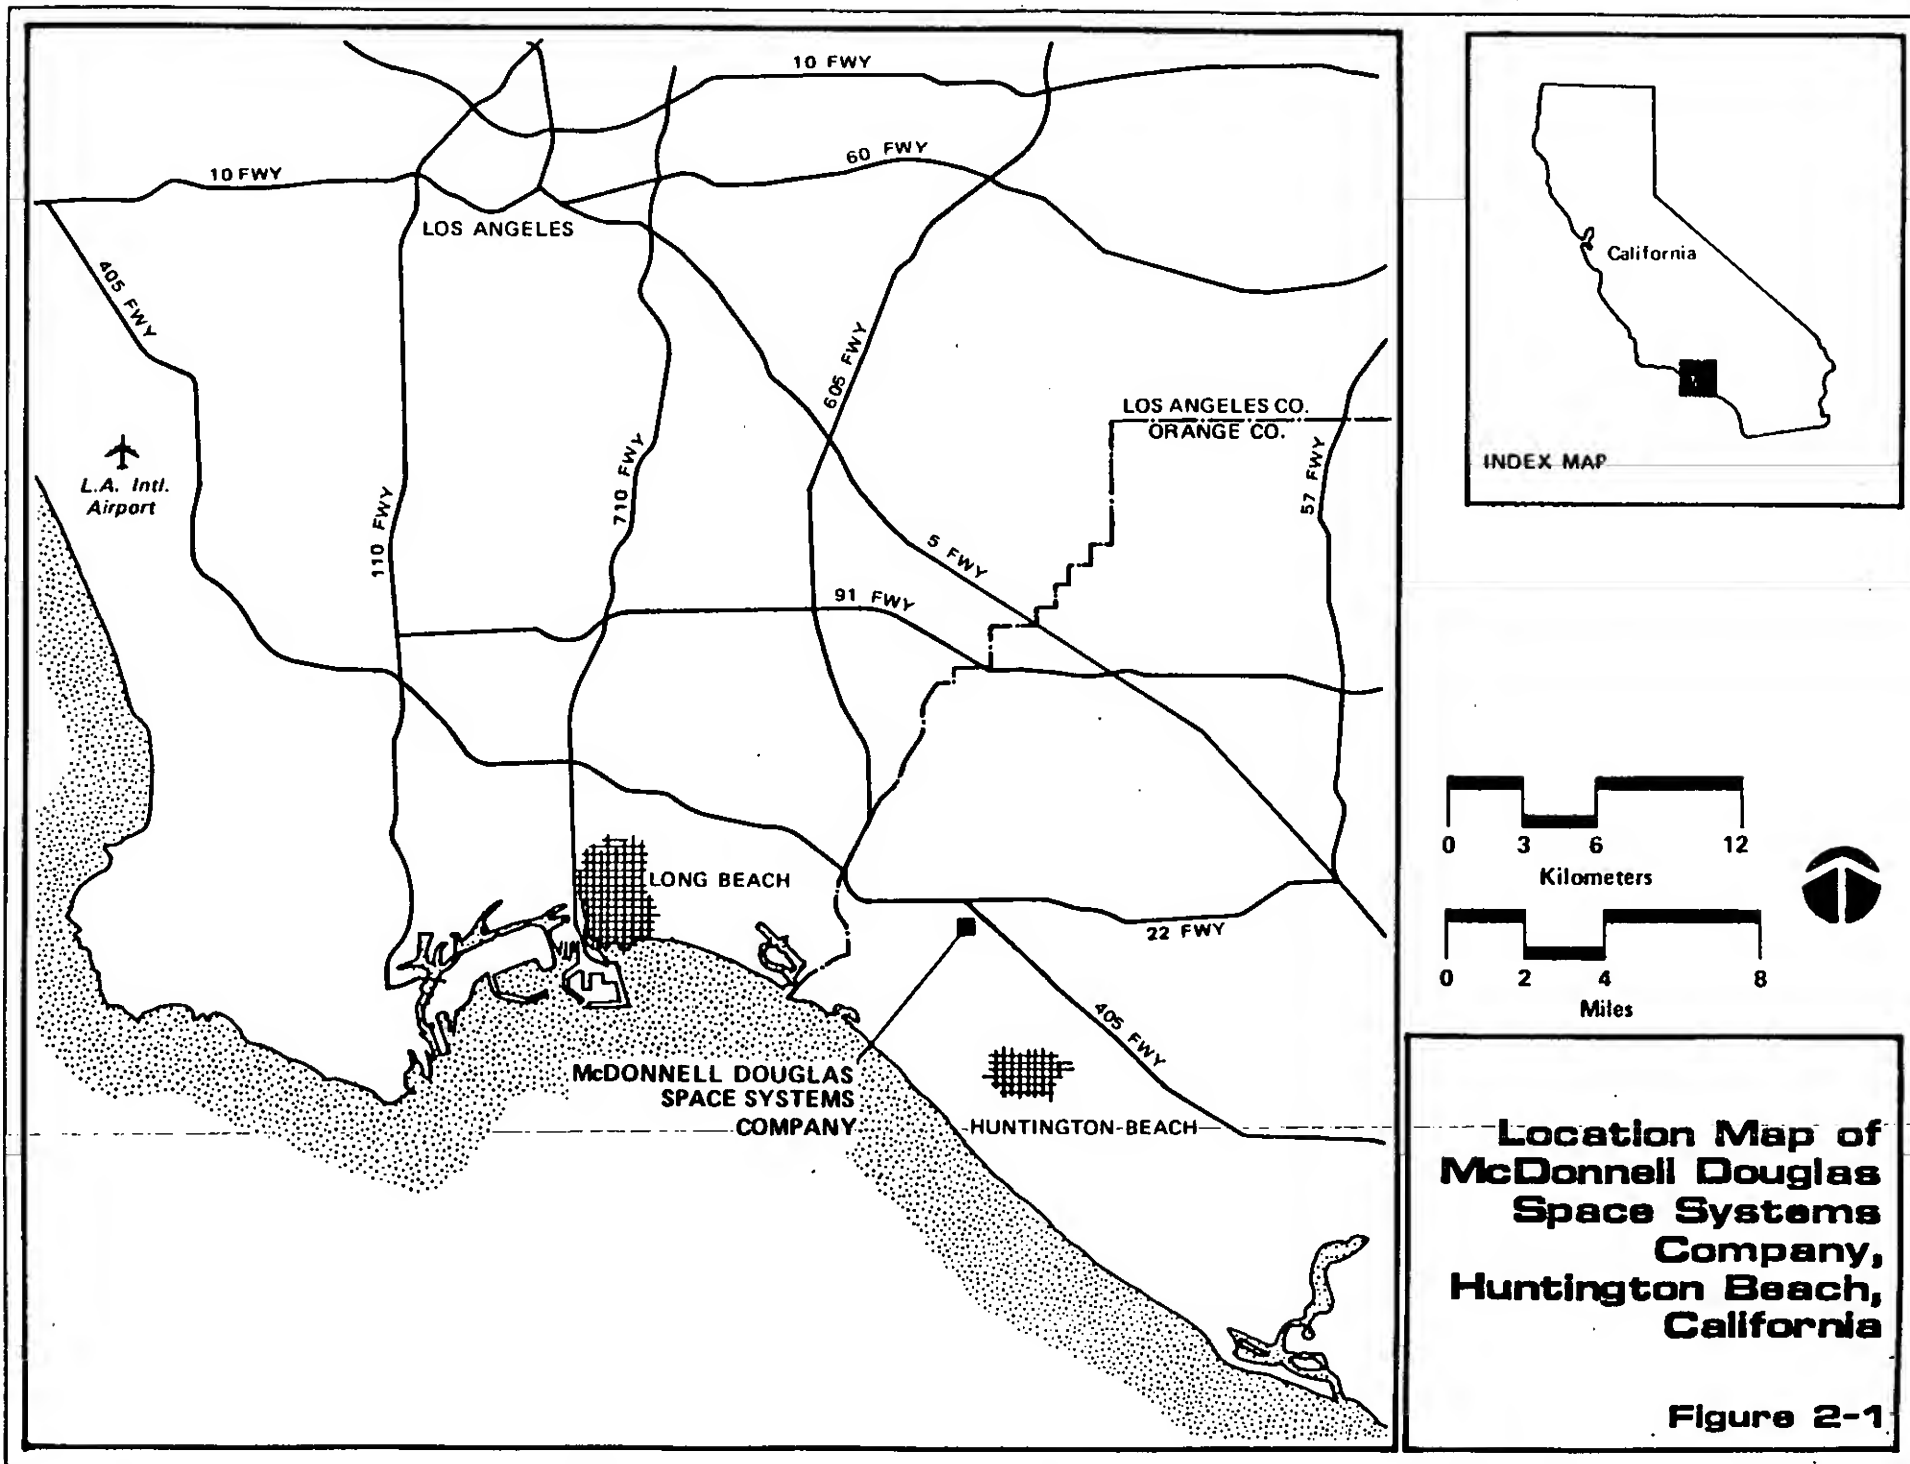 10 FWY
10 FWY
60 FWY
LOS ANGELES
405 FWY
605 FWY
LOS ANGELES CO.
ORANGE CO.
L.A. Intl.
Airport
110 FWY
710 FWY
57 FWY
5 FWY
91 FWY
LONG BEACH
22 FWY
405 FWY
McDONNELL DOUGLAS
SPACE SYSTEMS
COMPANY
HUNTINGTON BEACH
California
INDEX MAP
0 3 6 12
Kilometers
0 2 4 8
Miles
Location Map of
McDonnell Douglas
Space Systems
Company,
Huntington Beach,
California
Figure 2-1